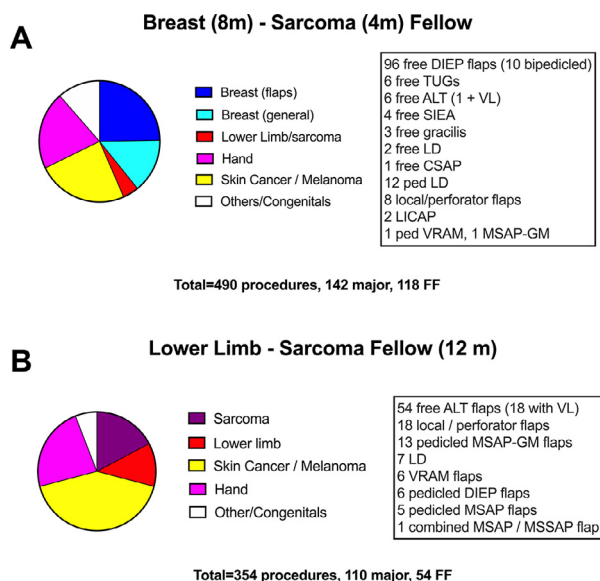 Breast (8m) - Sarcoma (4m) Fellow
A
Breast (flaps)
Breast (general)
Lower Limb/sarcoma
Hand
Skin Cancer / Melanoma
Others/Congenitals
96 free DIEP flaps (10 bipedicled)
6 free TUGs
6 free ALT (1 + VL)
4 free SIEA
3 free gracilis
2 free LD
1 free CSAP
12 ped LD
8 local/perforator flaps
2 LICAP
1 ped VRAM, 1 MSAP-GM
Total=490 procedures, 142 major, 118 FF
Lower Limb - Sarcoma Fellow (12 m)
B
Sarcoma
Lower limb
Skin Cancer / Melanoma
Hand
Other/Congenitals
54 free ALT flaps (18 with VL)
18 local / perforator flaps
13 pedicled MSAP-GM flaps
7 LD
6 VRAM flaps
6 pedicled DIEP flaps
5 pedicled MSAP flaps
1 combined MSAP / MSSAP flap
Total=354 procedures, 110 major, 54 FF